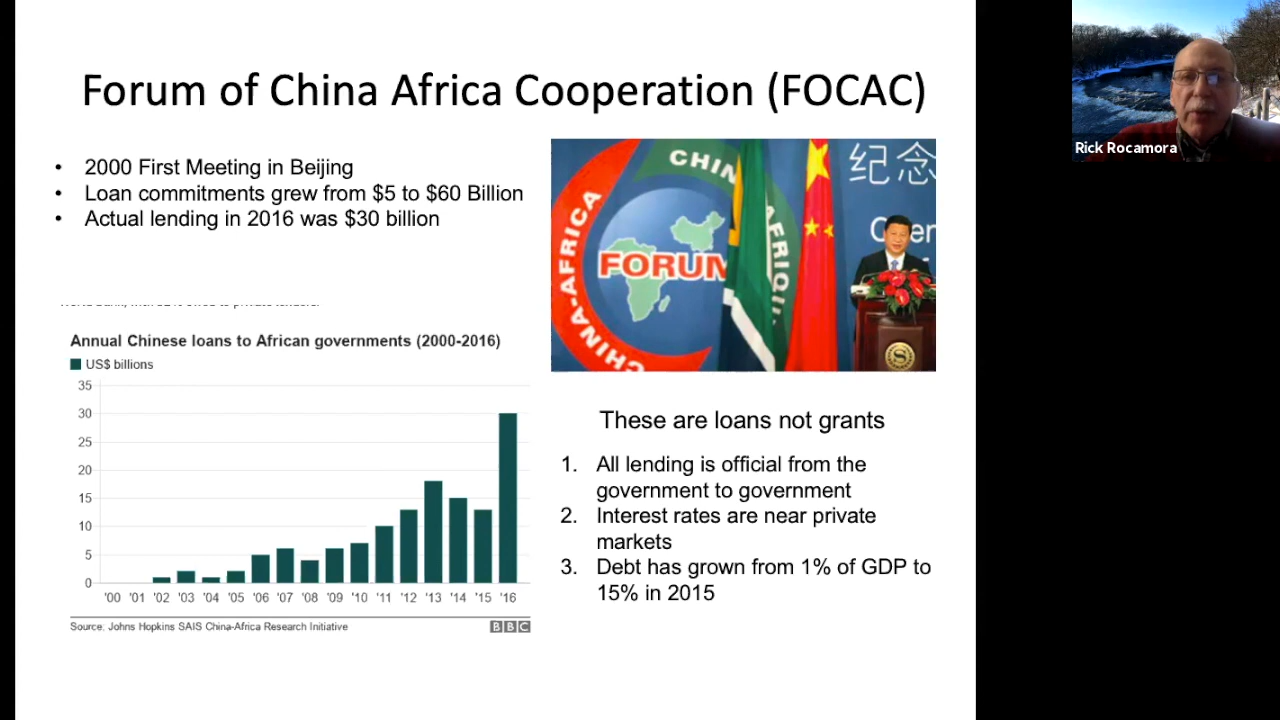 Forum of China Africa Cooperation (FOCAC)
• 2000 First Meeting in Beijing
• Loan commitments grew from $5 to $60 Billion
• Actual lending in 2016 was $30 billion
Annual Chinese loans to African governments (2000-2016)
US$ billions
35
30
25
20
15
10
5
0
'00 '01 '02 '03 '04 '05 '06 '07 '08 '09 '10 '11 '12 '13 '14 '15 '16
Source: Johns Hopkins SAIS China-Africa Research Initiative
BBC
CHIN
纪念
CHINA-AFRICA
FORUM
AFRIQU
These are loans not grants
1. All lending is official from the
government to government
2. Interest rates are near private
markets
3. Debt has grown from 1% of GDP to
15% in 2015
Rick Rocamora